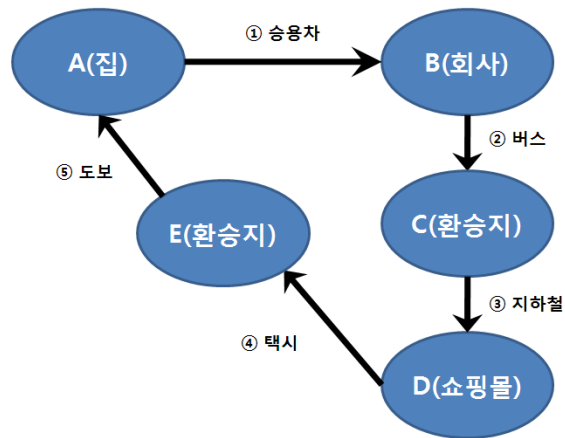 ① 승용차
A(집)
B(회사)
② 버스
⑤ 도보
C(환승지)
E(환승지)
③ 지하철
④ 택시
D(쇼핑몰)